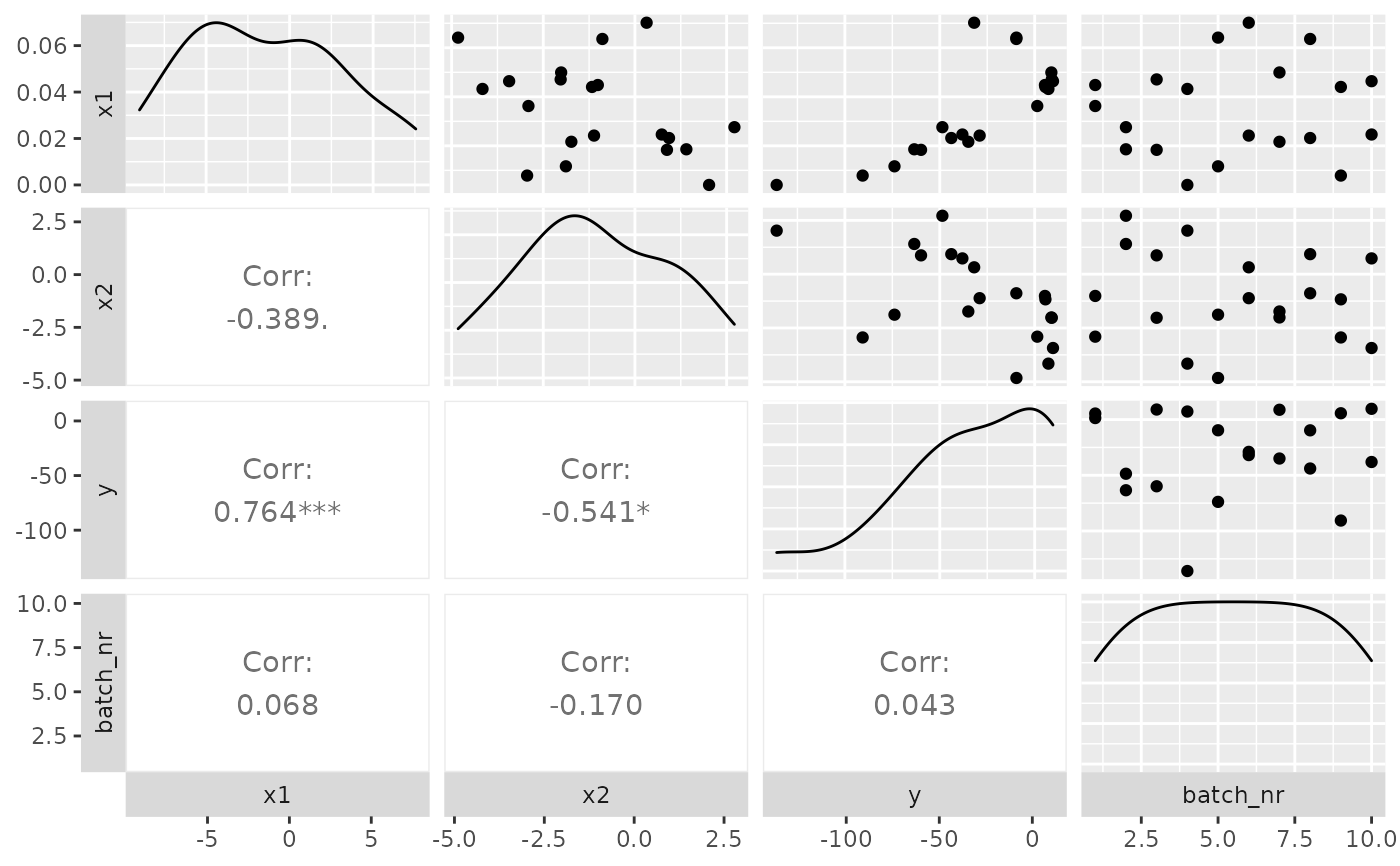 0.06
0.04
0.02
0.00
x1
2.5
0.0
-2.5
-5.0
x2
Corr:
-0.389.
0
-50
-100
y
Corr:
0.764***
Corr:
-0.541*
10.0
7.5
5.0
2.5
batch_nr
Corr:
0.068
Corr:
-0.170
Corr:
0.043
x1 x2 y batch_nr
-5 0 5 -5.0 -2.5 0.0 2.5 -100 -50 0 2.5 5.0 7.5 10.0